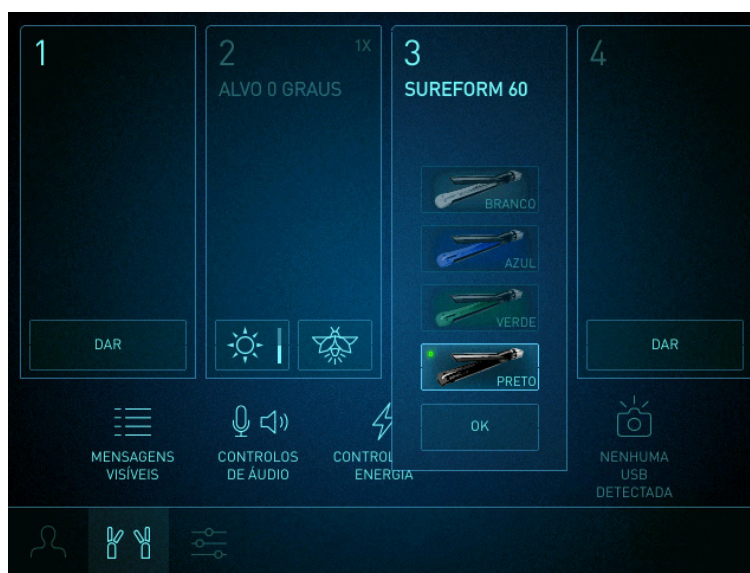 1
2
1X
3
4
ALVO 0 GRAUS
SUREFORM 60
BRANCO
AZUL
VERDE
PRETO
OK
DAR
DAR
MENSAGENS
VISÍVEIS
CONTROLOS
DE ÁUDIO
CONTROL
ENERGIA
NENHUMA
USB
DETECTADA